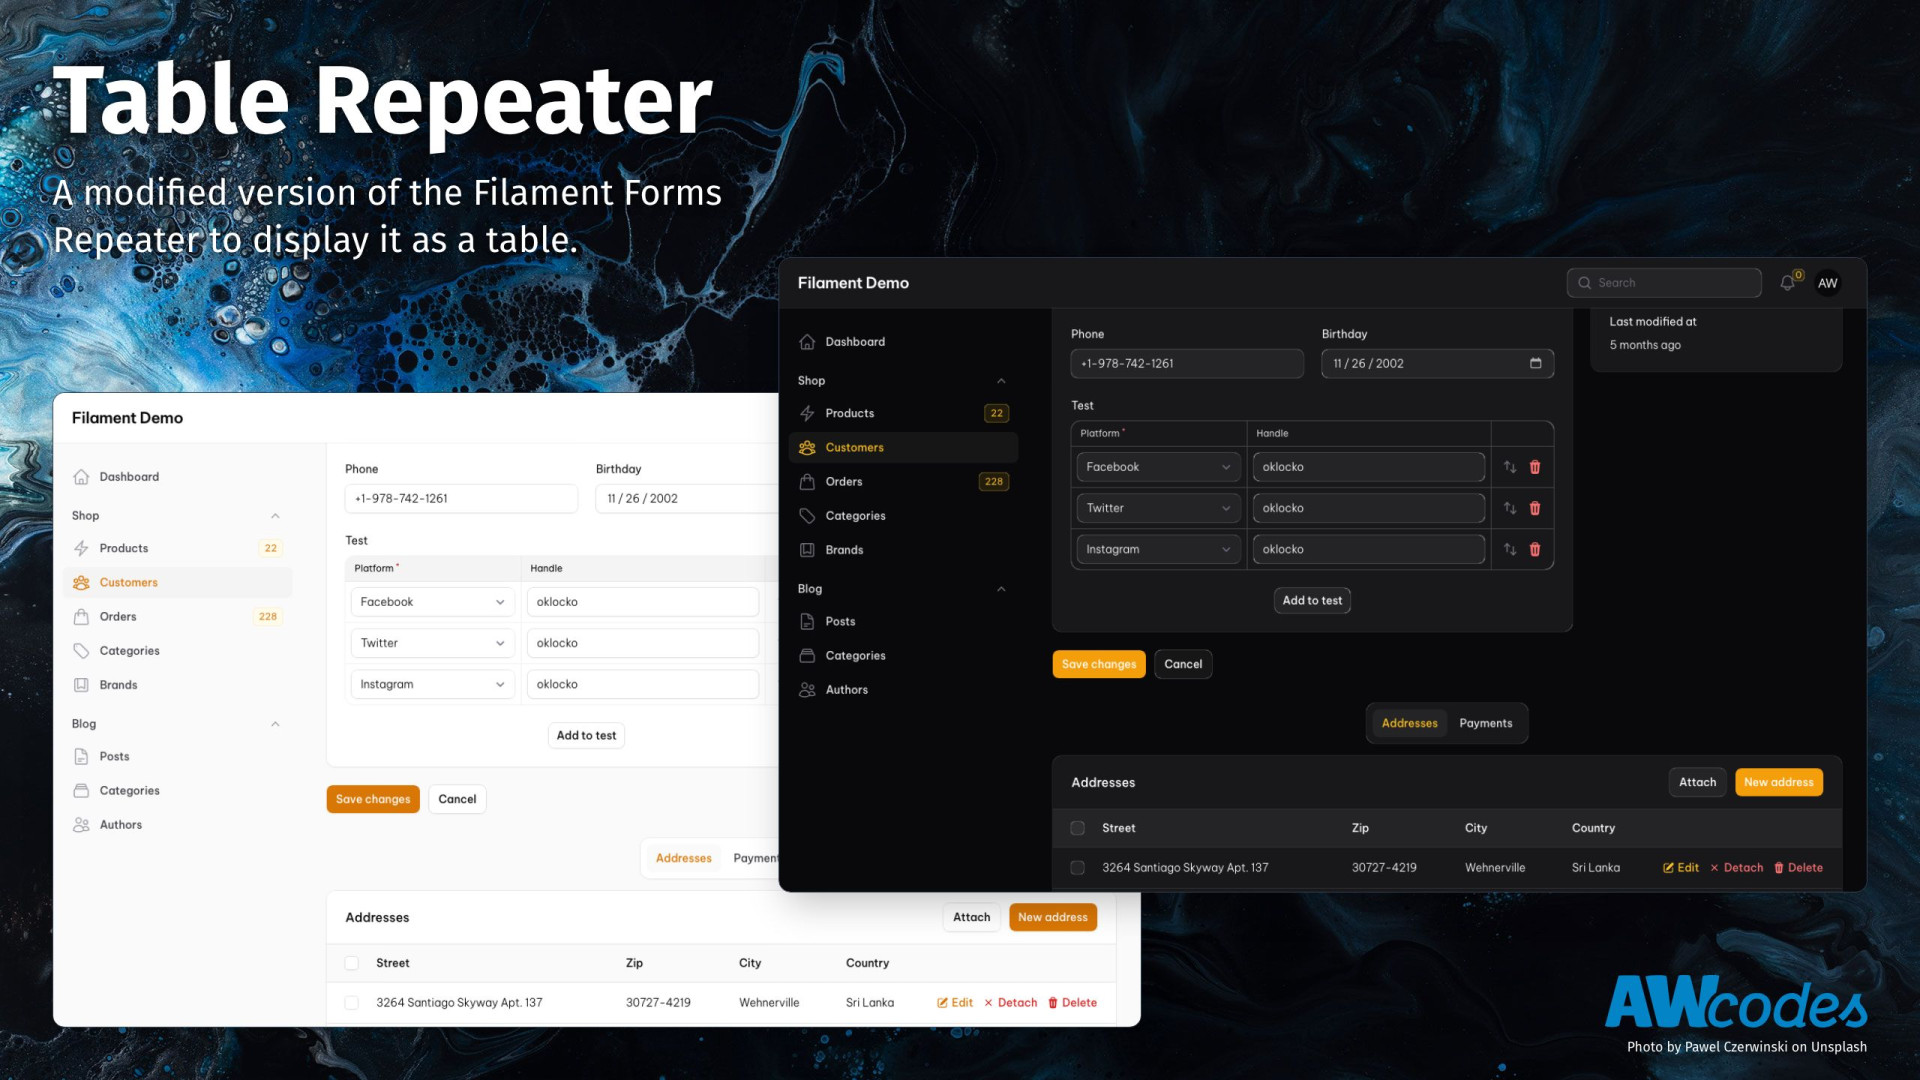 Table Repeater
A modified version of the Filament Forms
Repeater to display it as a table.
Filament Demo
Dashboard
Shop
Products 22
Customers
Orders 228
Categories
Brands
Blog
Posts
Categories
Authors
Phone Birthday
+1-978-742-1261 11 / 26 / 2002
Test
Platform* Handle
Facebook oklocko
Twitter oklocko
Instagram oklocko
Add to test
Save changes Cancel
Addresses Paymen
Addresses Attach New address
Street Zip City Country
3264 Santiago Skyway Apt. 137 30727-4219 Wehnerville Sri Lanka Edit Detach Delete
Filament Demo Search 0 AW
Dashboard
Shop
Products 22
Customers
Orders 228
Categories
Brands
Blog
Posts
Categories
Authors
Phone Birthday
+1-978-742-1261 11 / 26 / 2002
Last modified at
5 months ago
Test
Platform* Handle
Facebook oklocko
Twitter oklocko
Instagram oklocko
Add to test
Save changes Cancel
Addresses Payments
Addresses Attach New address
Street Zip City Country
3264 Santiago Skyway Apt. 137 30727-4219 Wehnerville Sri Lanka Edit Detach Delete
AWcodes
Photo by Pawel Czerwinski on Unsplash